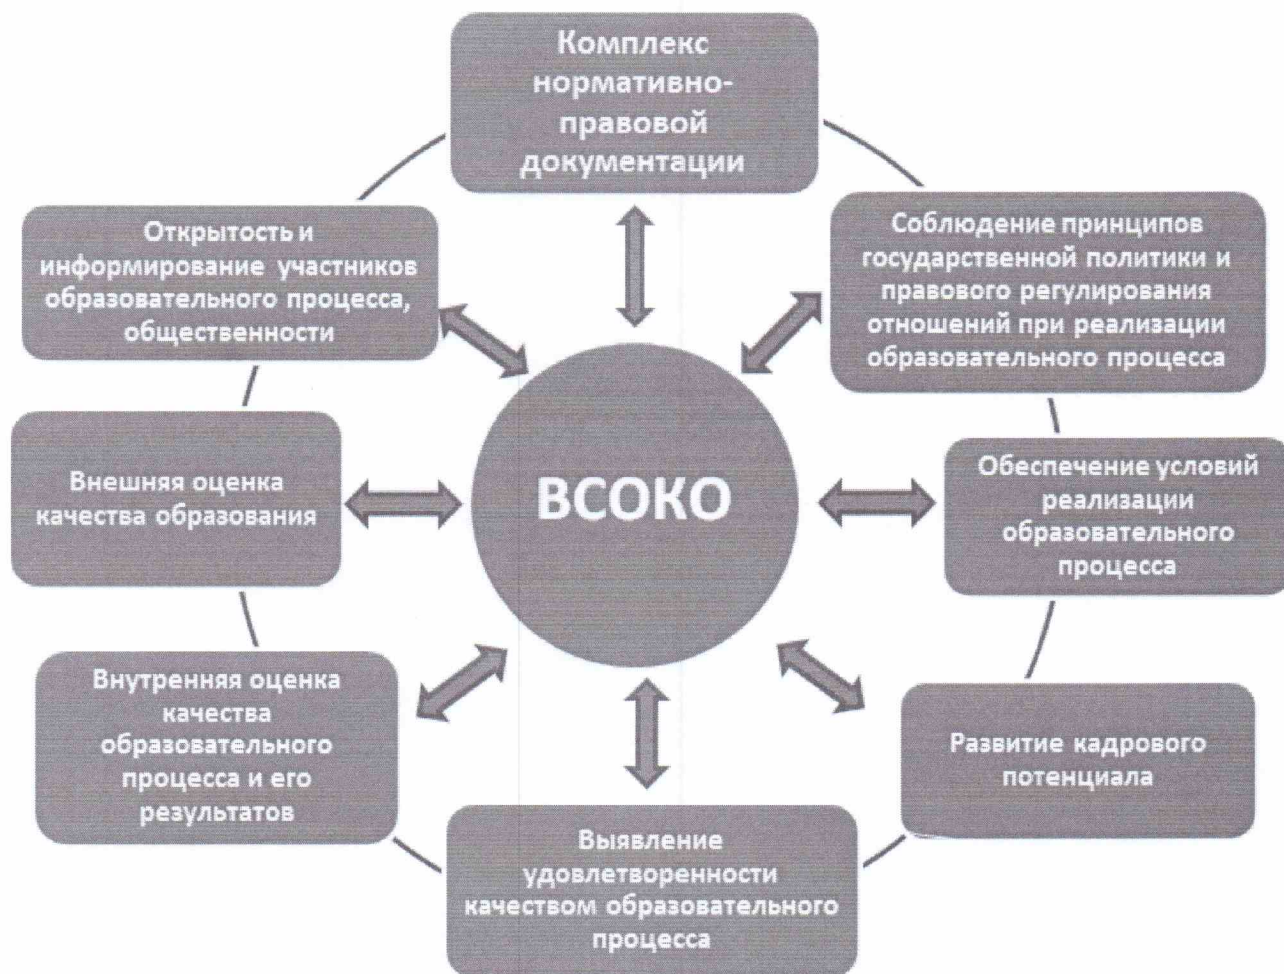 Комплекс
нормативно-
правовой
документации
Соблюдение принципов
государственной политики и
правового регулирования
отношений при реализации
образовательного процесса
Обеспечение условий
реализации
образовательного
процесса
Развитие кадрового
потенциала
Выявление
удовлетворенности
качеством образовательного
процесса
Внутренняя оценка
качества
образовательного
процесса и его
результатов
Внешняя оценка
качества образования
Открытость и
информирование участников
образовательного процесса,
общественности
ВСОКО